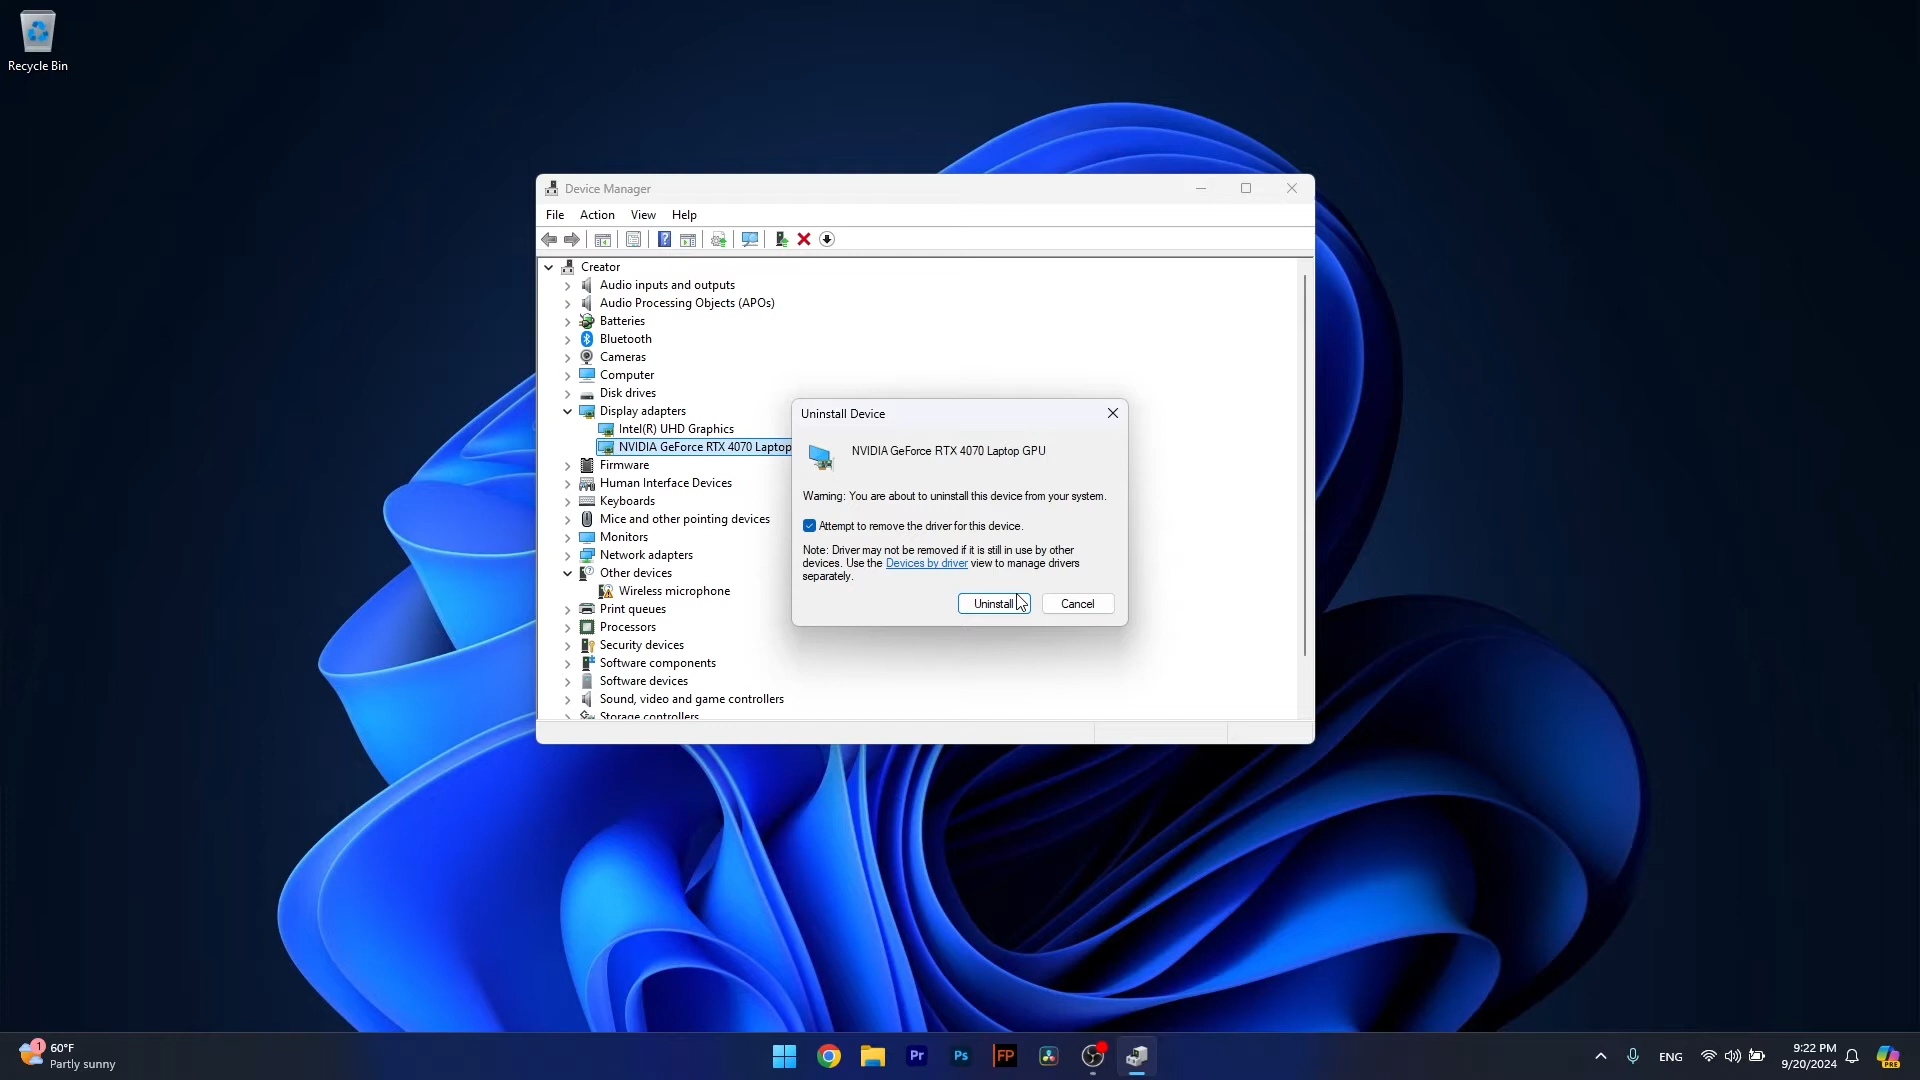 Recycle Bin
Device Manager
File Action View Help
Creator
Audio inputs and outputs
Audio Processing Objects (APOs)
Batteries
Bluetooth
Cameras
Computer
Disk drives
Display adapters
Intel(R) UHD Graphics
NVIDIA GeForce RTX 4070 Laptop
Firmware
Human Interface Devices
Keyboards
Mice and other pointing devices
Monitors
Network adapters
Other devices
Wireless microphone
Print queues
Processors
Security devices
Software components
Software devices
Sound, video and game controllers
Storage controllers
Uninstall Device
NVIDIA GeForce RTX 4070 Laptop GPU
Warning: You are about to uninstall this device from your system.
Attempt to remove the driver for this device.
Note: Driver may not be removed if it is still in use by other
devices. Use the Devices by driver view to manage drivers
separately.
Uninstall Cancel
1
60°F
Partly sunny
Pr
Ps
FP
ENG
9:22 PM
9/20/2024
PRE